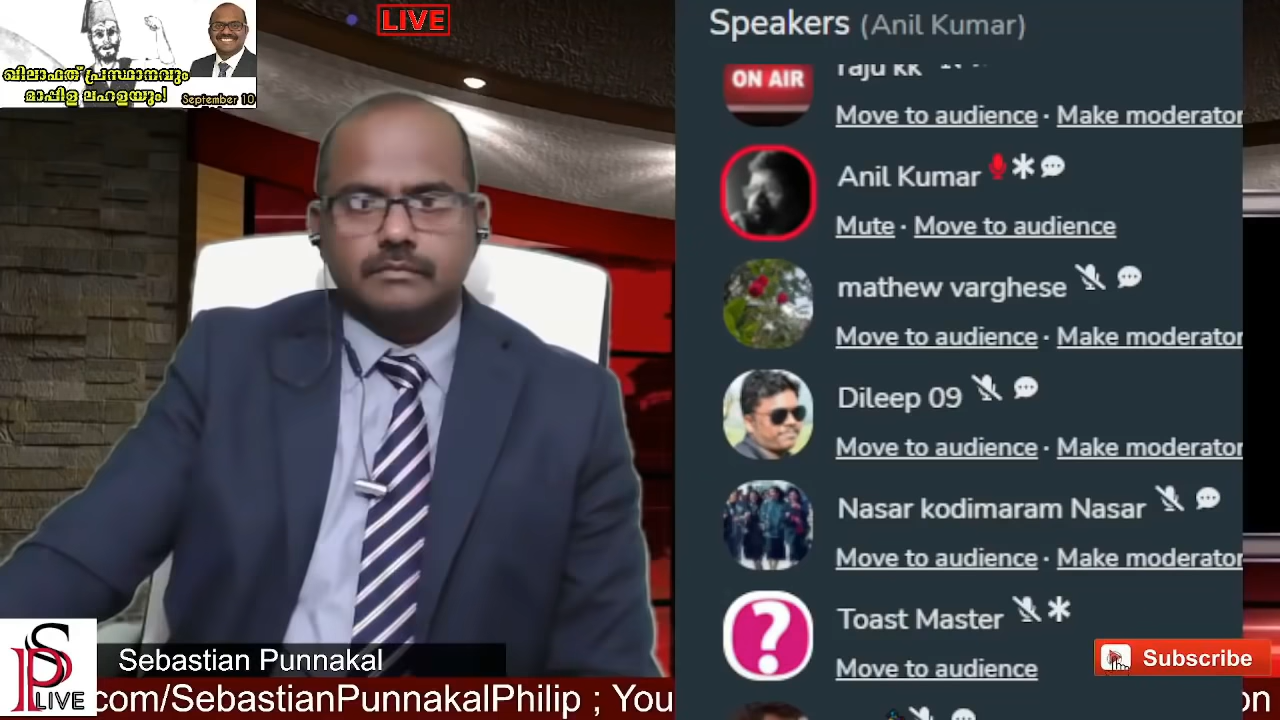 LIVE
ഖിലാഫത് പ്രസ്ഥാനവും
മാപ്പിള ലഹളയും!
September 10
Speakers (Anil Kumar)
ON AIR
raju kk
Move to audience · Make moderator
Anil Kumar
Mute · Move to audience
mathew varghese
Move to audience · Make moderator
Dileep 09
Move to audience · Make moderator
Nasar kodimaram Nasar
Move to audience · Make moderator
?
Toast Master
Move to audience
Subscribe
SP
LIVE
Sebastian Punnakal
com/SebastianPunnakalPhilip ; You
on